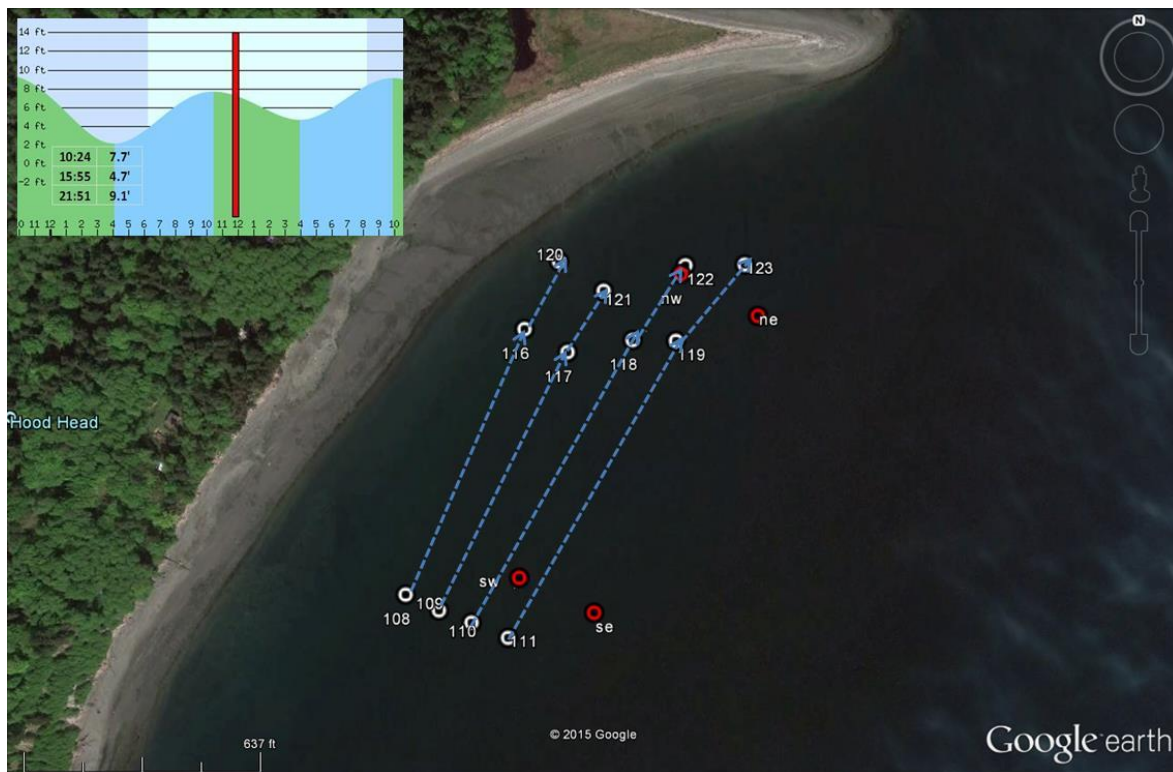 14 ft
12 ft
10 ft
8 ft
6 ft
4 ft
2 ft
0 ft
−2 ft
10:24 7.7'
15:55 4.7'
21:51 9.1'
0 11 12 1 2 3 4 5 6 7 8 9 10 11 12 1 2 3 4 5 6 7 8 9 10
N
120
122
123
nw
121
ne
116
118
119
117
Hood Head
sw
108
109
110
111
se
637 ft
© 2015 Google
Google earth